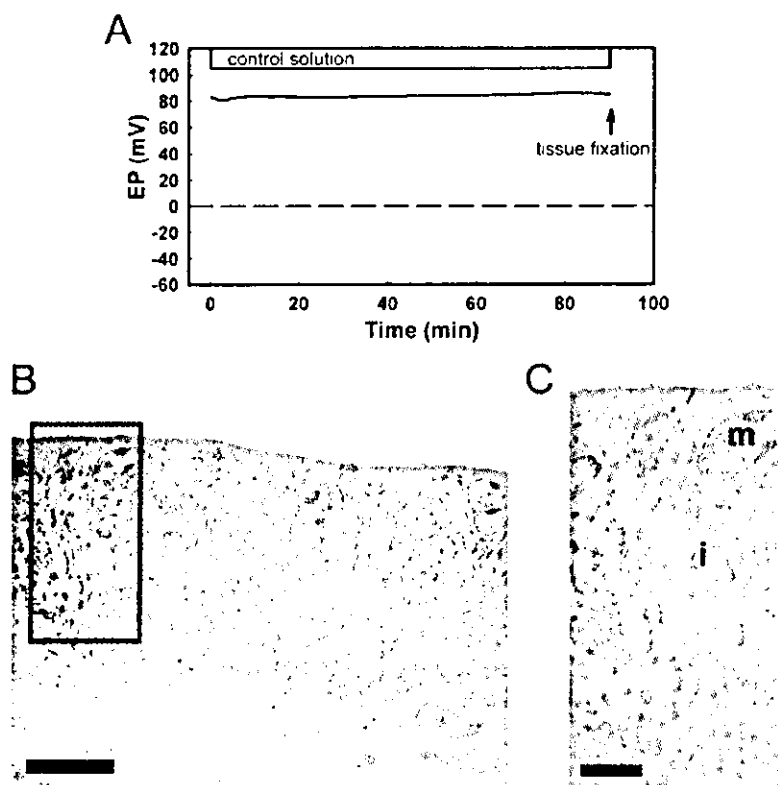 A
120
control solution
100
80
60
tissue fixation
40
20
0
-20
-40
-60
EP (mV)
0 20 40 60 80 100
Time (min)
B
C
m
i